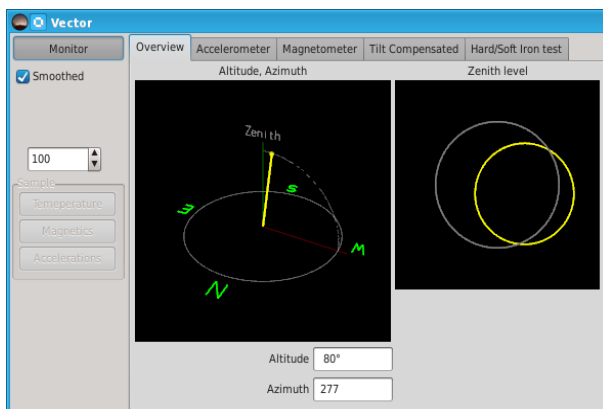 Vector
Monitor
Smoothed
100
Sample
Temeperature
Magnetics
Accelerations
Overview
Accelerometer
Magnetometer
Tilt Compensated
Hard/Soft Iron test
Altitude, Azimuth
Zenith level
Zenith
E
S
W
N
Altitude 80°
Azimuth 277